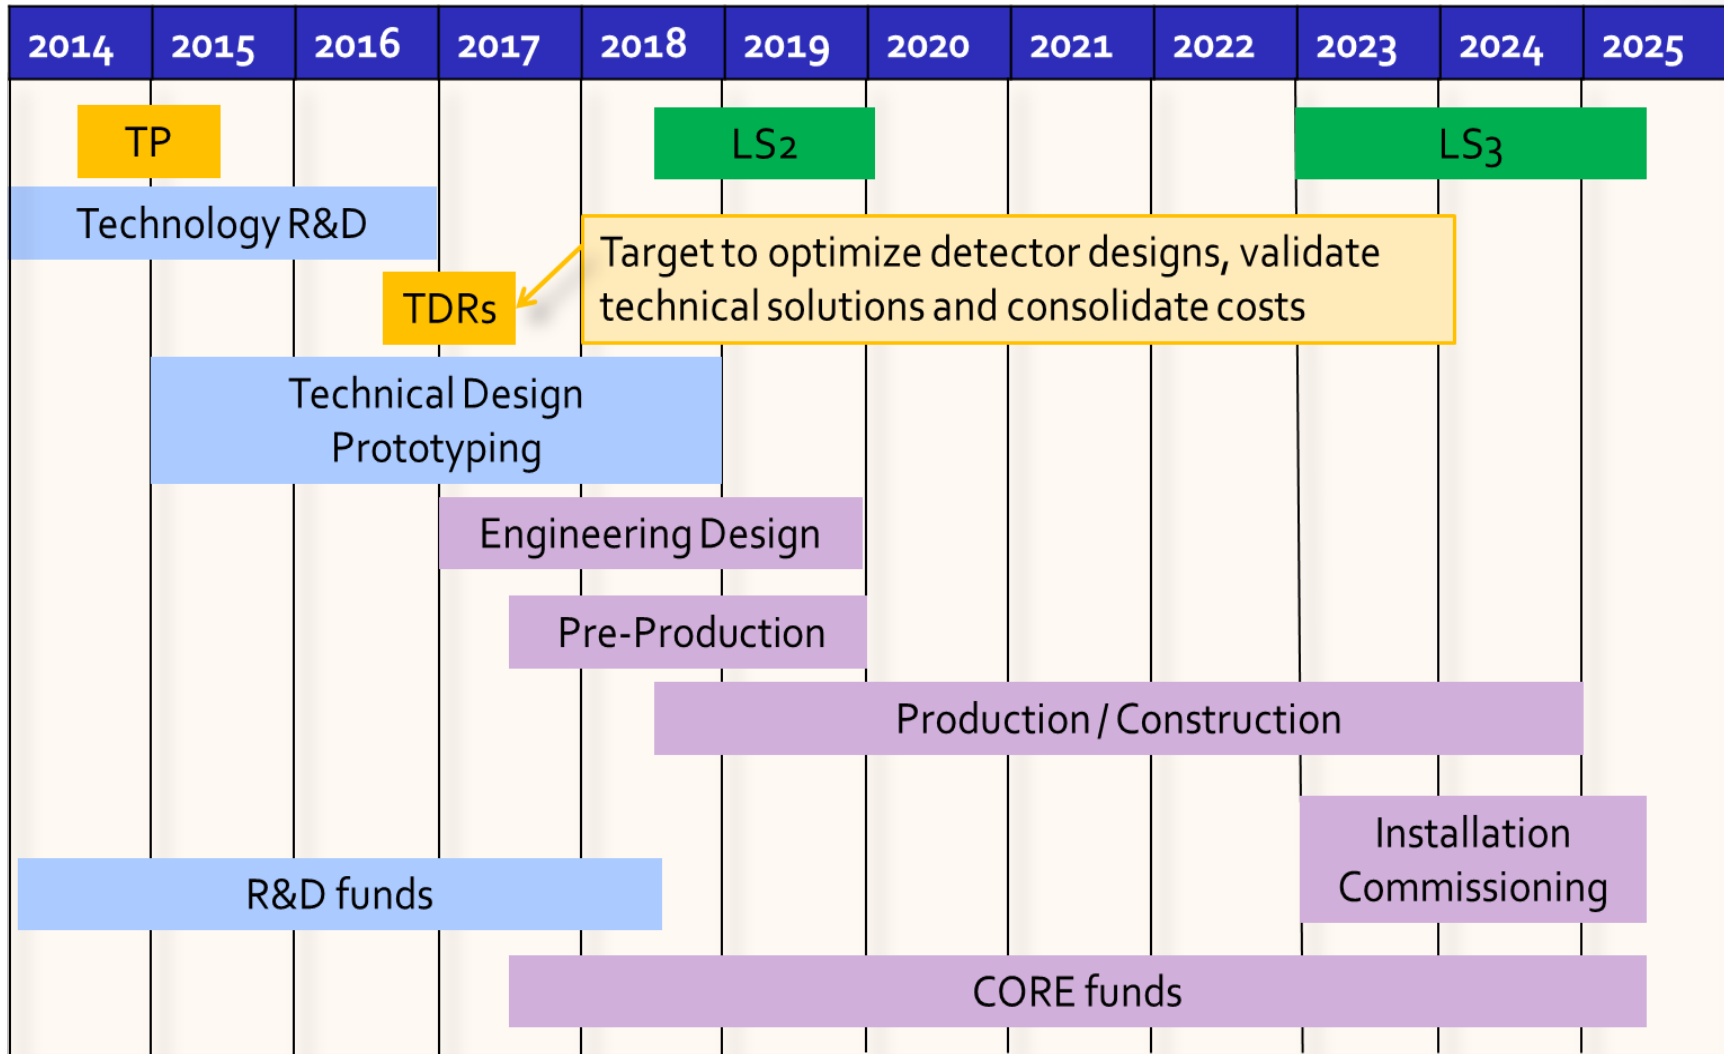 2014 2015 2016 2017 2018 2019 2020 2021 2022 2023 2024 2025
TP
LS2
LS3
Technology R&D
Target to optimize detector designs, validate
technical solutions and consolidate costs
TDRs
Technical Design
Prototyping
Engineering Design
Pre-Production
Production / Construction
Installation
Commissioning
R&D funds
CORE funds